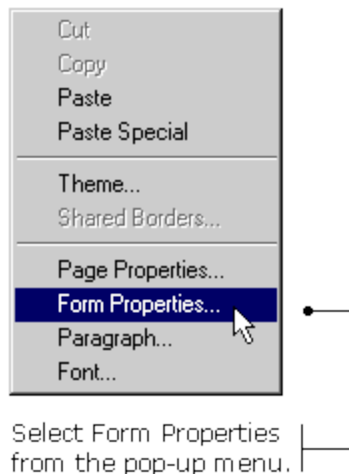 Cut
Copy
Paste
Paste Special
Theme...
Shared Borders...
Page Properties...
Form Properties...
Paragraph...
Font...
Select Form Properties
from the pop-up menu.